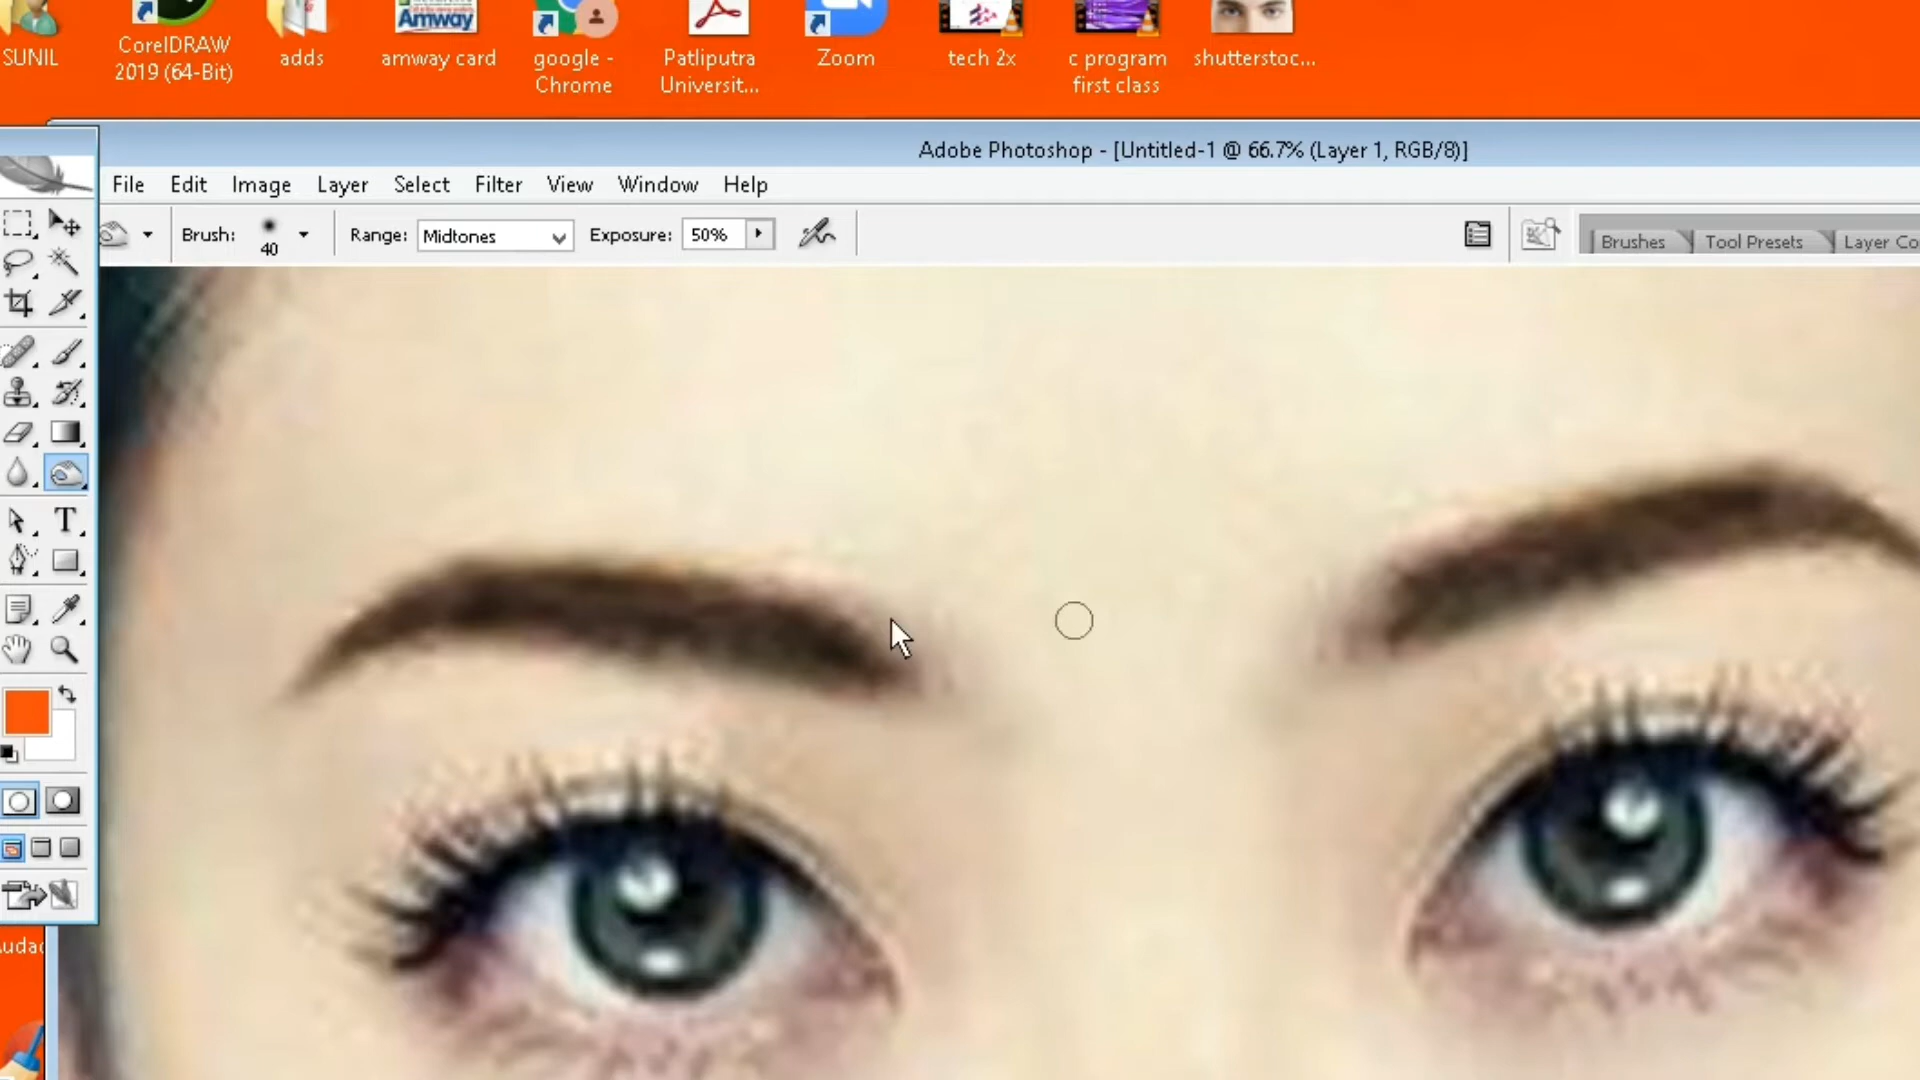 SUNIL
CorelDRAW
2019 (64-Bit)
adds
Amway
amway card
google -
Chrome
Patliputra
Universit...
Zoom
tech 2x
c program
first class
shutterstoc...
Adobe Photoshop - [Untitled-1 @ 66.7% (Layer 1, RGB/8)]
File Edit Image Layer Select Filter View Window Help
Brush: 40 Range: Midtones Exposure: 50%
Brushes Tool Presets Layer Co
T
Audac